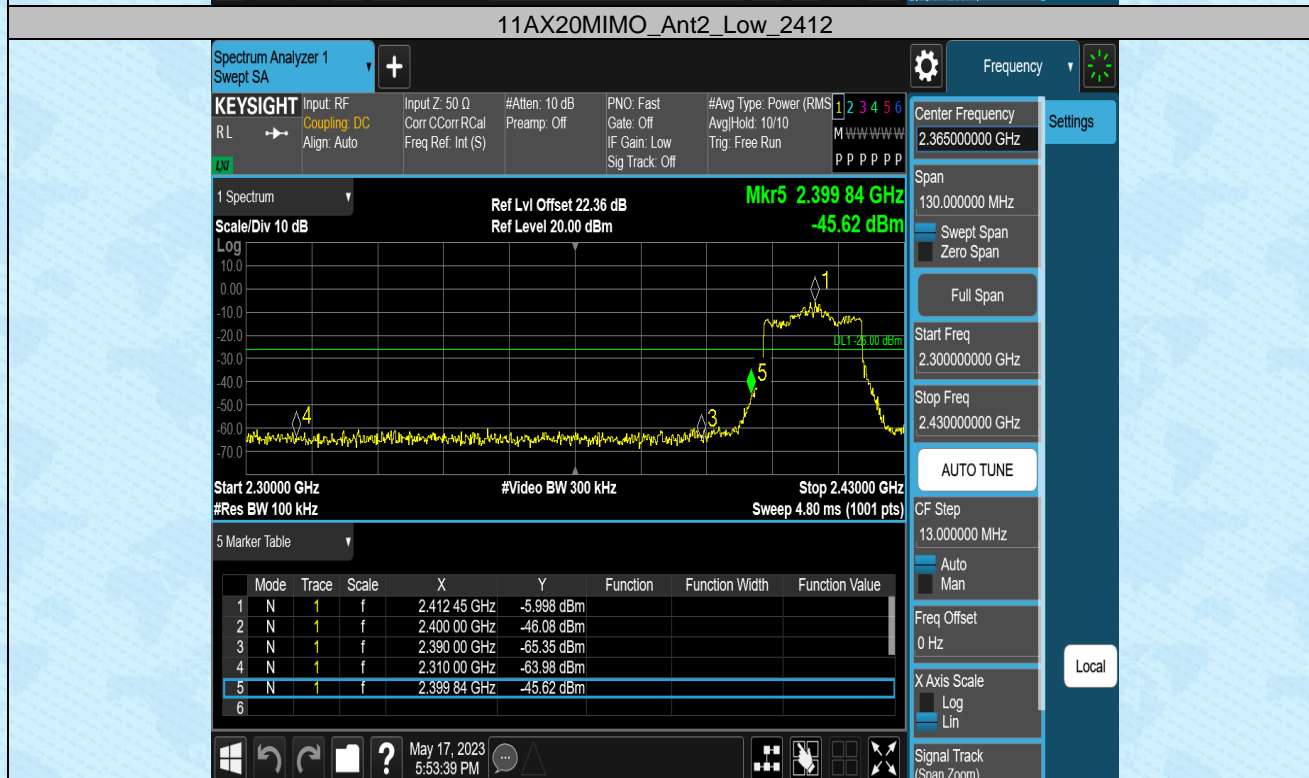 11AX20MIMO_Ant2_Low_2412
Spectrum Analyzer 1
Swept SA
+
Frequency
KEYSIGHT
R L
LXI
Input: RF
Coupling: DC
Align: Auto
Input Z: 50 Ω
Corr CCorr RCal
Freq Ref: Int (S)
#Atten: 10 dB
Preamp: Off
PNO: Fast
Gate: Off
IF Gain: Low
Sig Track: Off
#Avg Type: Power (RMS
Avg|Hold: 10/10
Trig: Free Run
1 2 3 4 5 6
M W W W W W
P P P P P P
Center Frequency
2.365000000 GHz
Settings
Span
130.000000 MHz
Swept Span
Zero Span
Full Span
Start Freq
2.300000000 GHz
Stop Freq
2.430000000 GHz
AUTO TUNE
CF Step
13.000000 MHz
Auto
Man
Freq Offset
0 Hz
X Axis Scale
Log
Lin
Signal Track
(Span Zoom)
Local
1 Spectrum
Scale/Div 10 dB
Ref Lvl Offset 22.36 dB
Ref Level 20.00 dBm
Mkr5 2.399 84 GHz
-45.62 dBm
Log
10.0
0.00
-10.0
-20.0
-30.0
-40.0
-50.0
-60.0
-70.0
1
DL1 -26.00 dBm
5
4
3
Start 2.30000 GHz
#Video BW 300 kHz
Stop 2.43000 GHz
#Res BW 100 kHz
Sweep 4.80 ms (1001 pts)
5 Marker Table
Mode Trace Scale X Y Function Function Width Function Value
1 N 1 f 2.412 45 GHz -5.998 dBm
2 N 1 f 2.400 00 GHz -46.08 dBm
3 N 1 f 2.390 00 GHz -65.35 dBm
4 N 1 f 2.310 00 GHz -63.98 dBm
5 N 1 f 2.399 84 GHz -45.62 dBm
6
?
May 17, 2023
5:53:39 PM